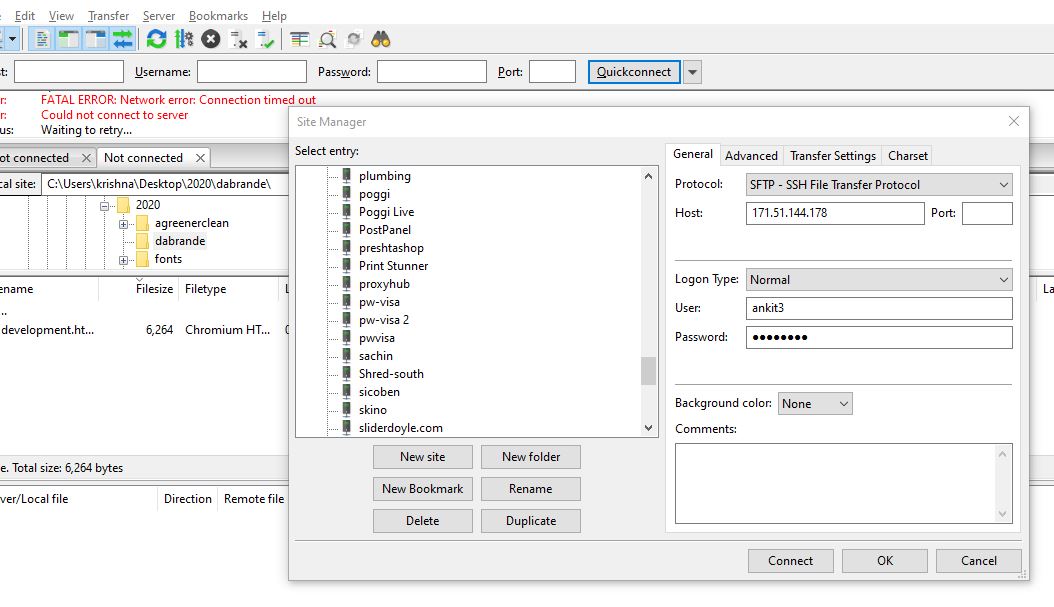 Edit View Transfer Server Bookmarks Help
t: Username: Password: Port: Quickconnect
r: FATAL ERROR: Network error: Connection timed out
r: Could not connect to server
us: Waiting to retry...
ot connected Not connected
cal site: C:\Users\krishna\Desktop\2020\dabrande\
2020
agreenerclean
dabrande
fonts
ename Filesize Filetype L
..
development.ht... 6,264 Chromium HT... 0
e. Total size: 6,264 bytes
ver/Local file Direction Remote file
La
Site Manager
Select entry:
plumbing
poggi
Poggi Live
PostPanel
preshtashop
Print Stunner
proxyhub
pw-visa
pw-visa 2
pwvisa
sachin
Shred-south
sicoben
skino
sliderdoyle.com
New site New folder
New Bookmark Rename
Delete Duplicate
General Advanced Transfer Settings Charset
Protocol: SFTP - SSH File Transfer Protocol
Host: 171.51.144.178 Port:
Logon Type: Normal
User: ankit3
Password: ●●●●●●●●
Background color: None
Comments:
Connect OK Cancel